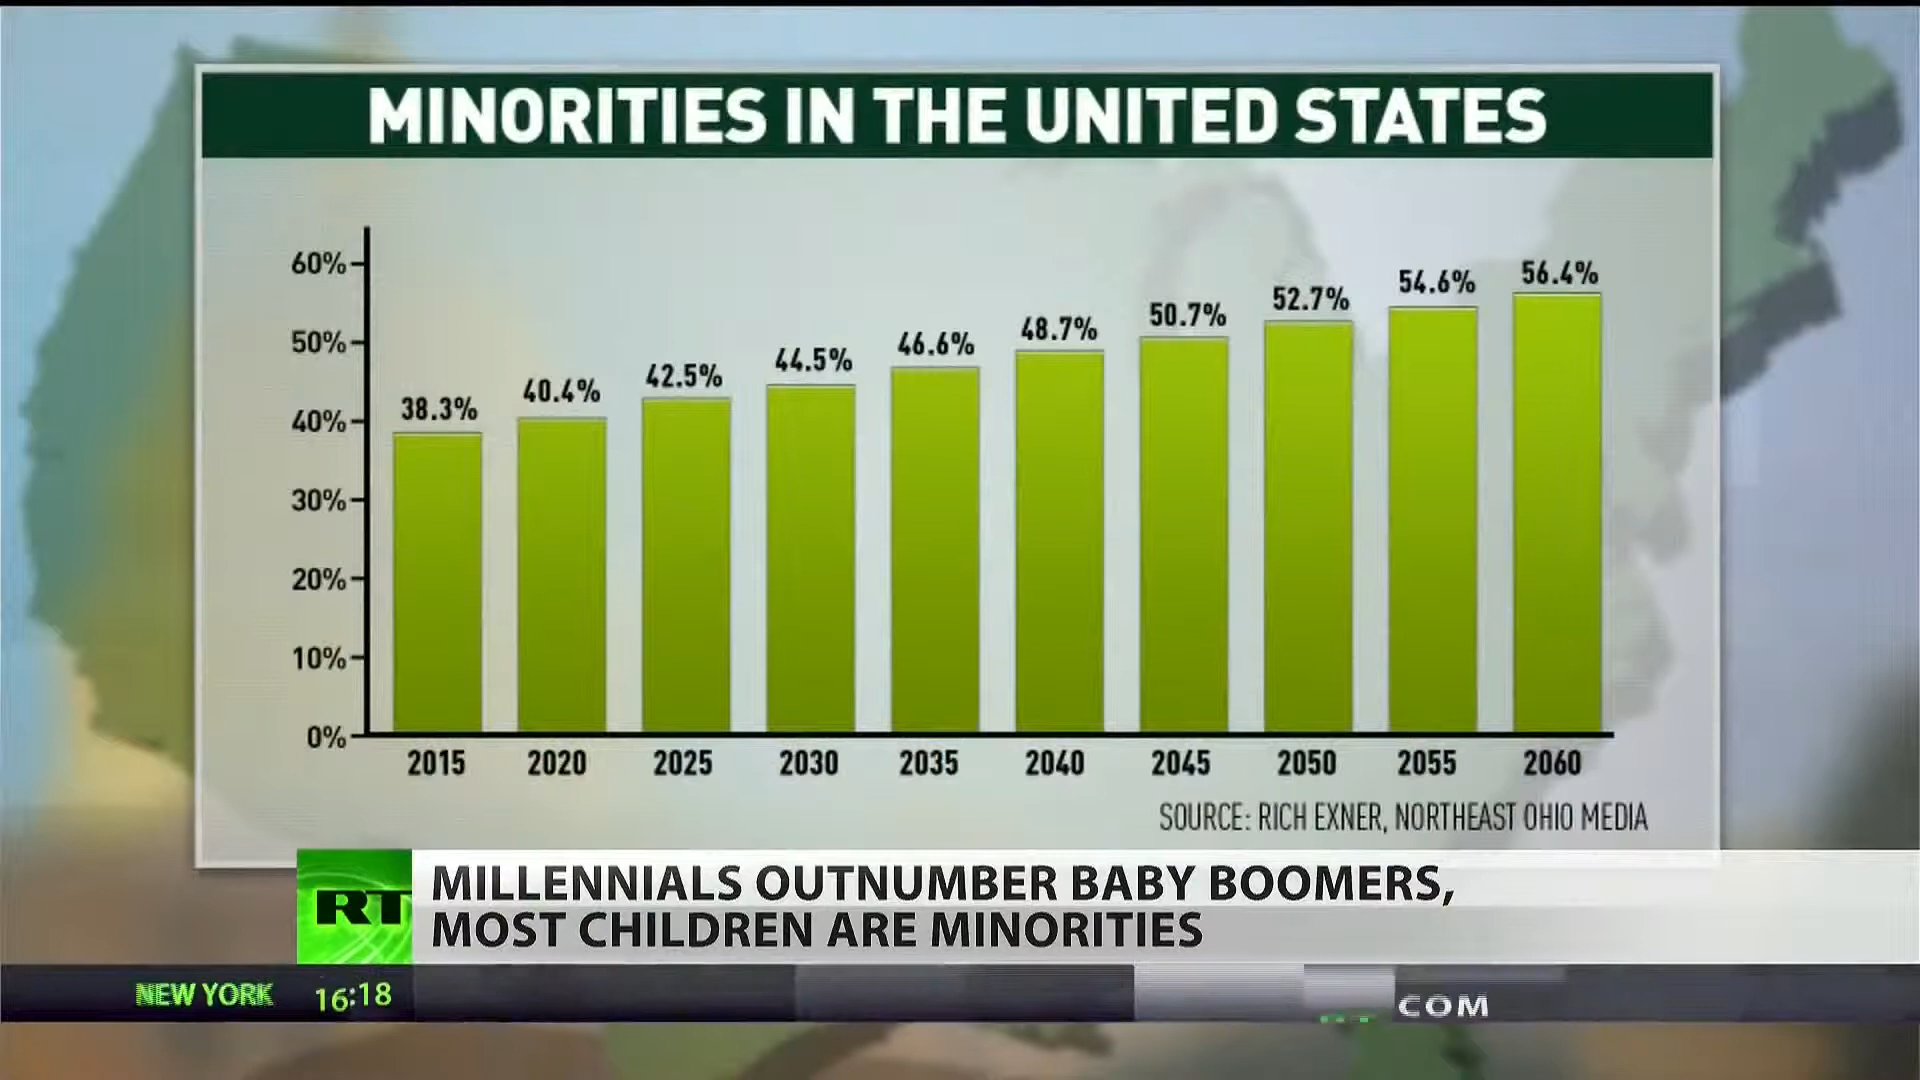 MINORITIES IN THE UNITED STATES
60%
50%
40%
30%
20%
10%
0%
38.3%
40.4%
42.5%
44.5%
46.6%
48.7%
50.7%
52.7%
54.6%
56.4%
2015 2020 2025 2030 2035 2040 2045 2050 2055 2060
SOURCE: RICH EXNER, NORTHEAST OHIO MEDIA
RT
MILLENNIALS OUTNUMBER BABY BOOMERS,
MOST CHILDREN ARE MINORITIES
NEW YORK 16:18
COM